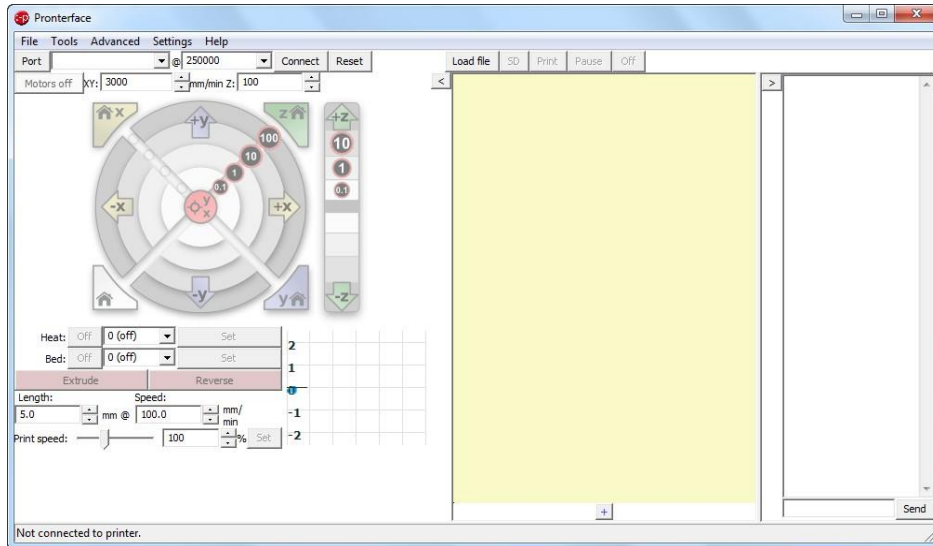 Pronterface
File Tools Advanced Settings Help
Port @ 250000 Connect Reset Load file SD Print Pause Off
Motors off XY: 3000 mm/min Z: 100 < >
x z +z
+y
100 10
10
1 1
0.1 0.1
-x y x +x
-y
y -z
Heat: Off 0 (off) Set
2
Bed: Off 0 (off) Set
1
Extrude Reverse
0
Length: Speed:
5.0 mm @ 100.0 mm/min
-1
Print speed: 100 % Set
-2
+ Send
Not connected to printer.